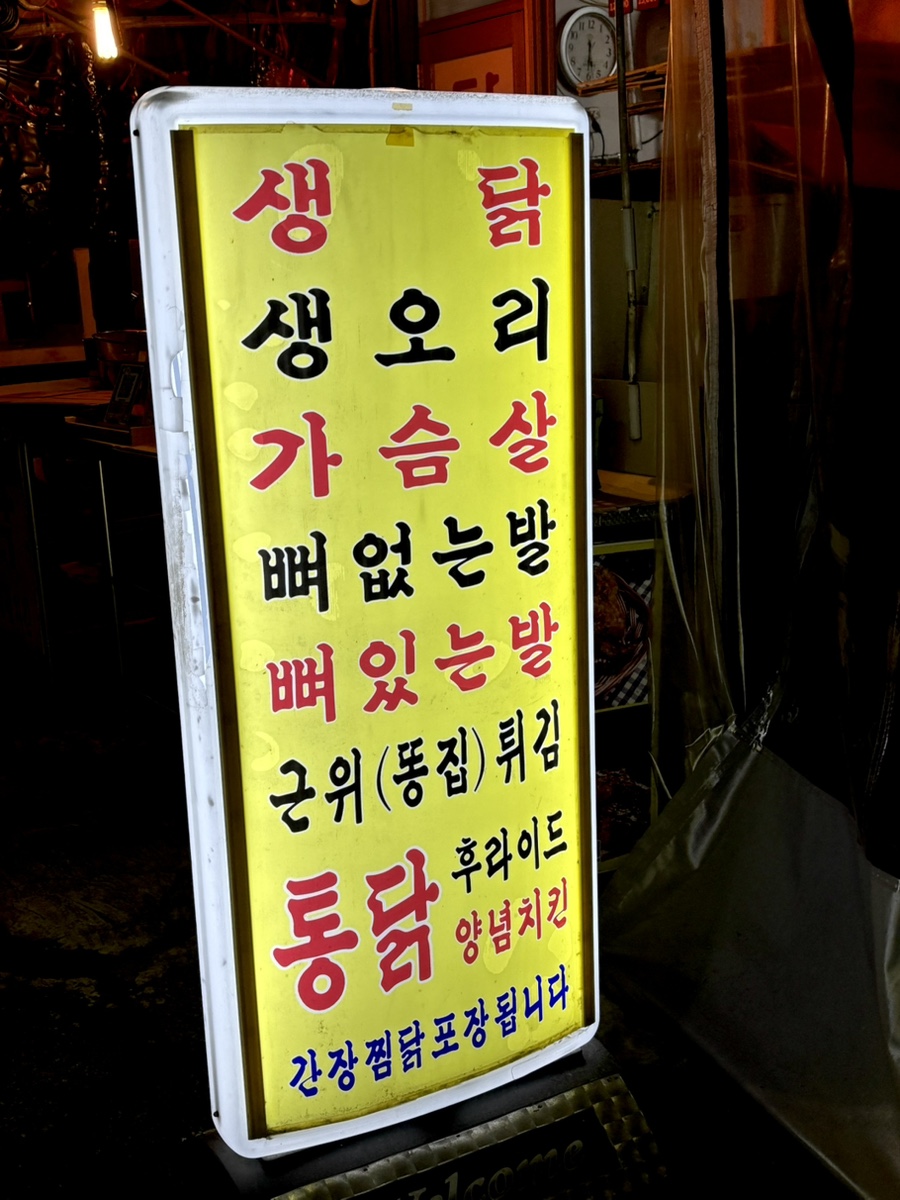 생 닭
생 오 리
가 슴 살
뼈 없 는 발
뼈 있 는 발
근위(똥집)튀김
통닭 후라이드
양념치킨
간장찜닭포장됩니다
Welcome